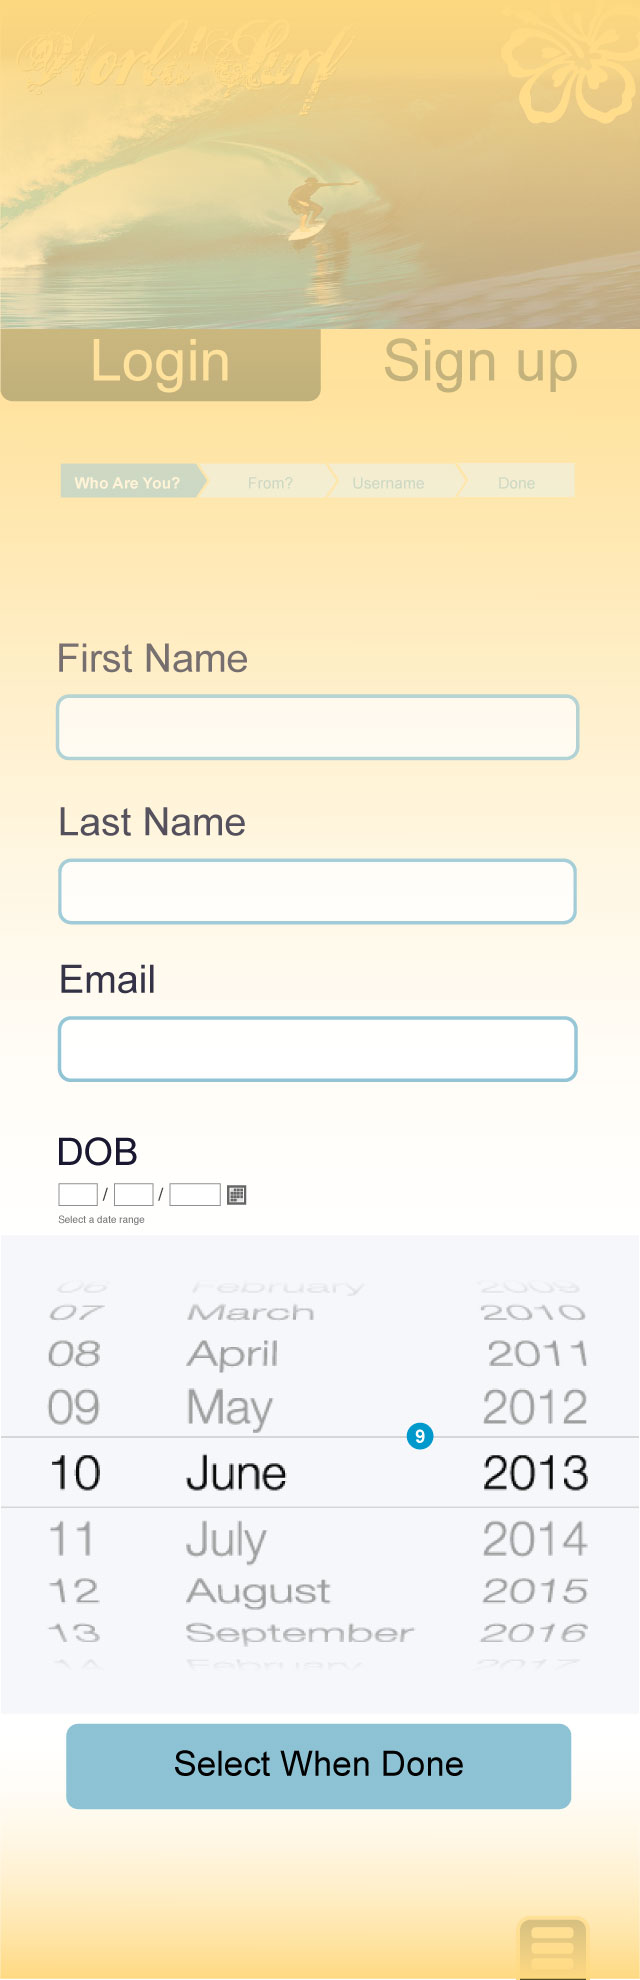 World Surf
Login Sign up
Who Are You? From? Username Done
First Name
Last Name
Email
DOB
/ /
Select a date range
06 February 2009
07 March 2010
08 April 2011
09 May 2012
9
10 June 2013
11 July 2014
12 August 2015
13 September 2016
14 February 2017
Select When Done